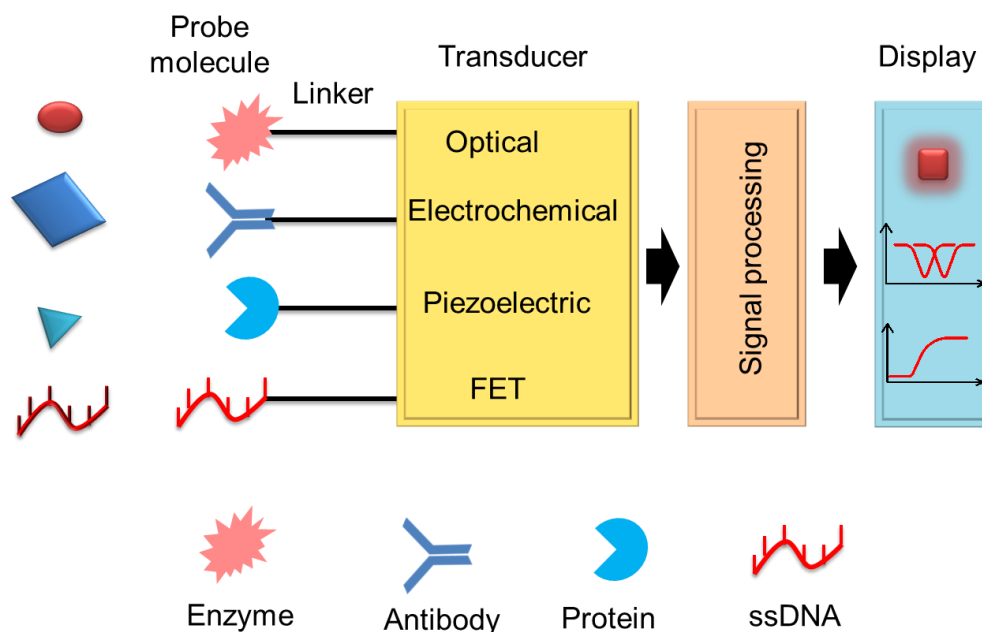 Probe
molecule
Linker
Transducer
Display
Optical
Electrochemical
Piezoelectric
FET
Signal processing
Enzyme
Antibody
Protein
ssDNA